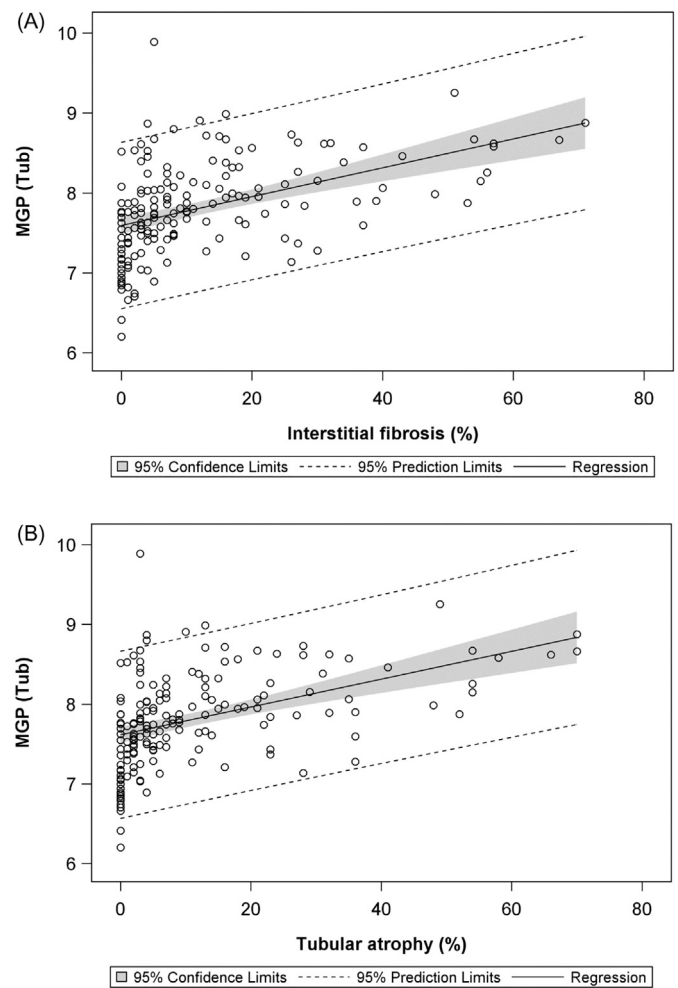 (A)
10
9
8
7
6
MGP (Tub)
0 20 40 60 80
Interstitial fibrosis (%)
95% Confidence Limits 95% Prediction Limits Regression
(B)
10
9
8
7
6
MGP (Tub)
0 20 40 60 80
Tubular atrophy (%)
95% Confidence Limits 95% Prediction Limits Regression